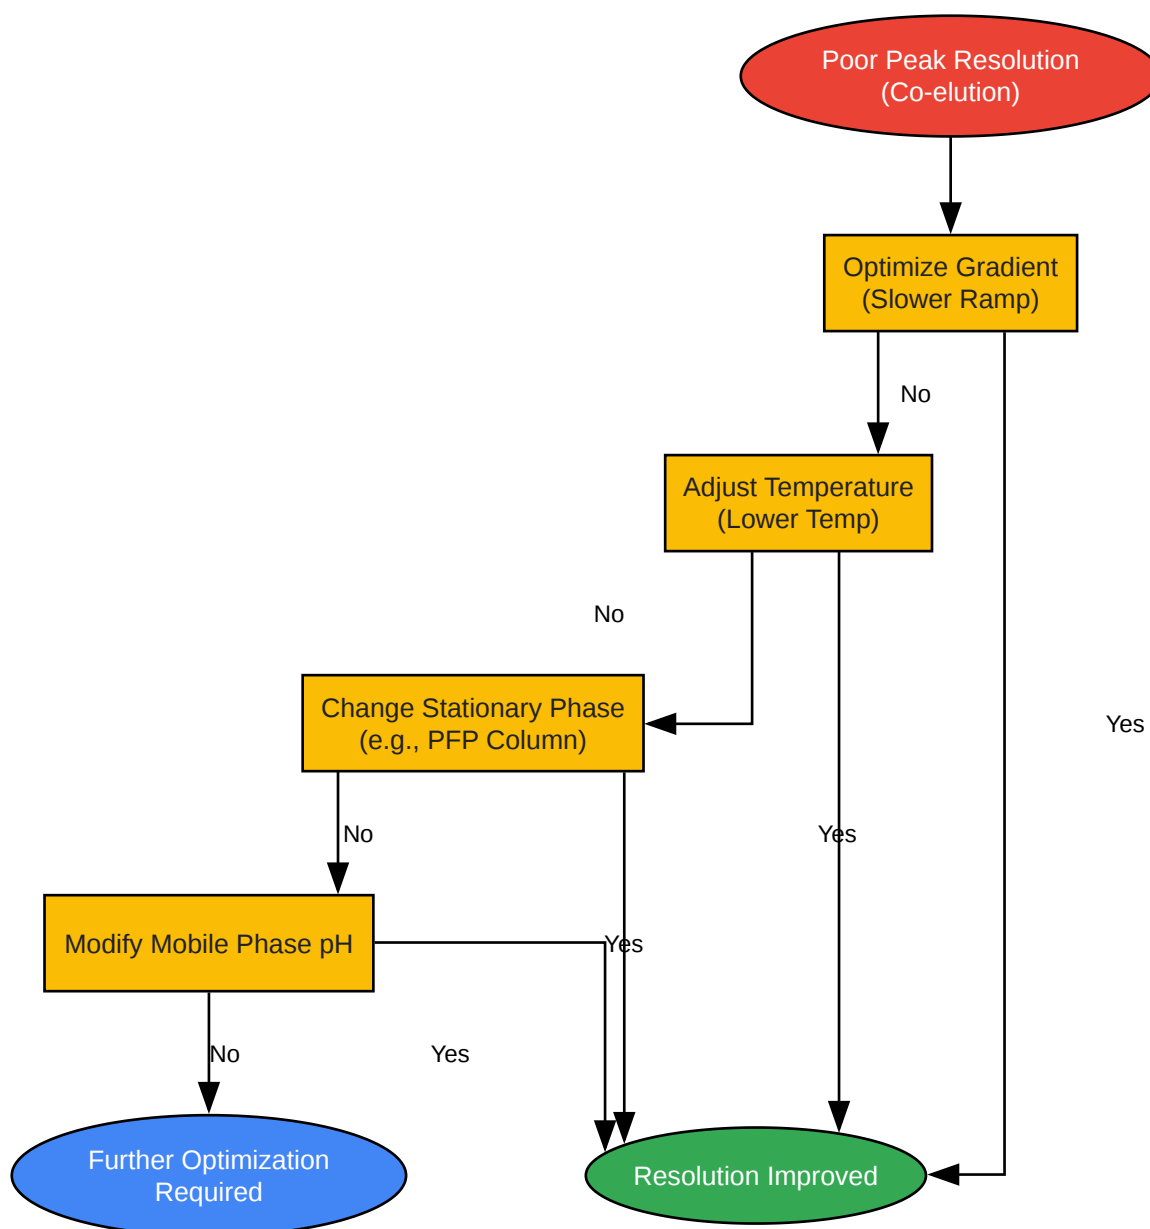 Poor Peak Resolution
(Co-elution)
Optimize Gradient
(Slower Ramp)
No
Adjust Temperature
(Lower Temp)
No
Change Stationary Phase
(e.g., PFP Column)
Yes
No
Yes
Modify Mobile Phase pH
Yes
No
Yes
Further Optimization
Required
Resolution Improved